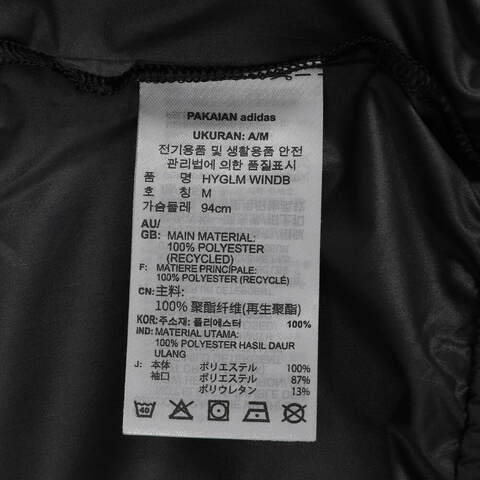 PAKAIAN adidas
UKURAN: A/M
전기용품 및 생활용품 안전
관리법에 의한 품질표시
품 명 HYGLM WINDB
호 칭 M
가슴둘레 94cm
AU/
GB: MAIN MATERIAL:
100% POLYESTER
(RECYCLED)
F: MATIERE PRINCIPALE:
100% POLYESTER (RECYCLÉ)
CN: 主料:
100% 聚酯纤维(再生聚酯)
KOR: 주소재: 폴리에스터 100%
IND: MATERIAL UTAMA:
100% POLYESTER HASIL DAUR
ULANG
J: 本体 ポリエステル 100%
袖口 ポリエステル 87%
ポリウレタン 13%
40